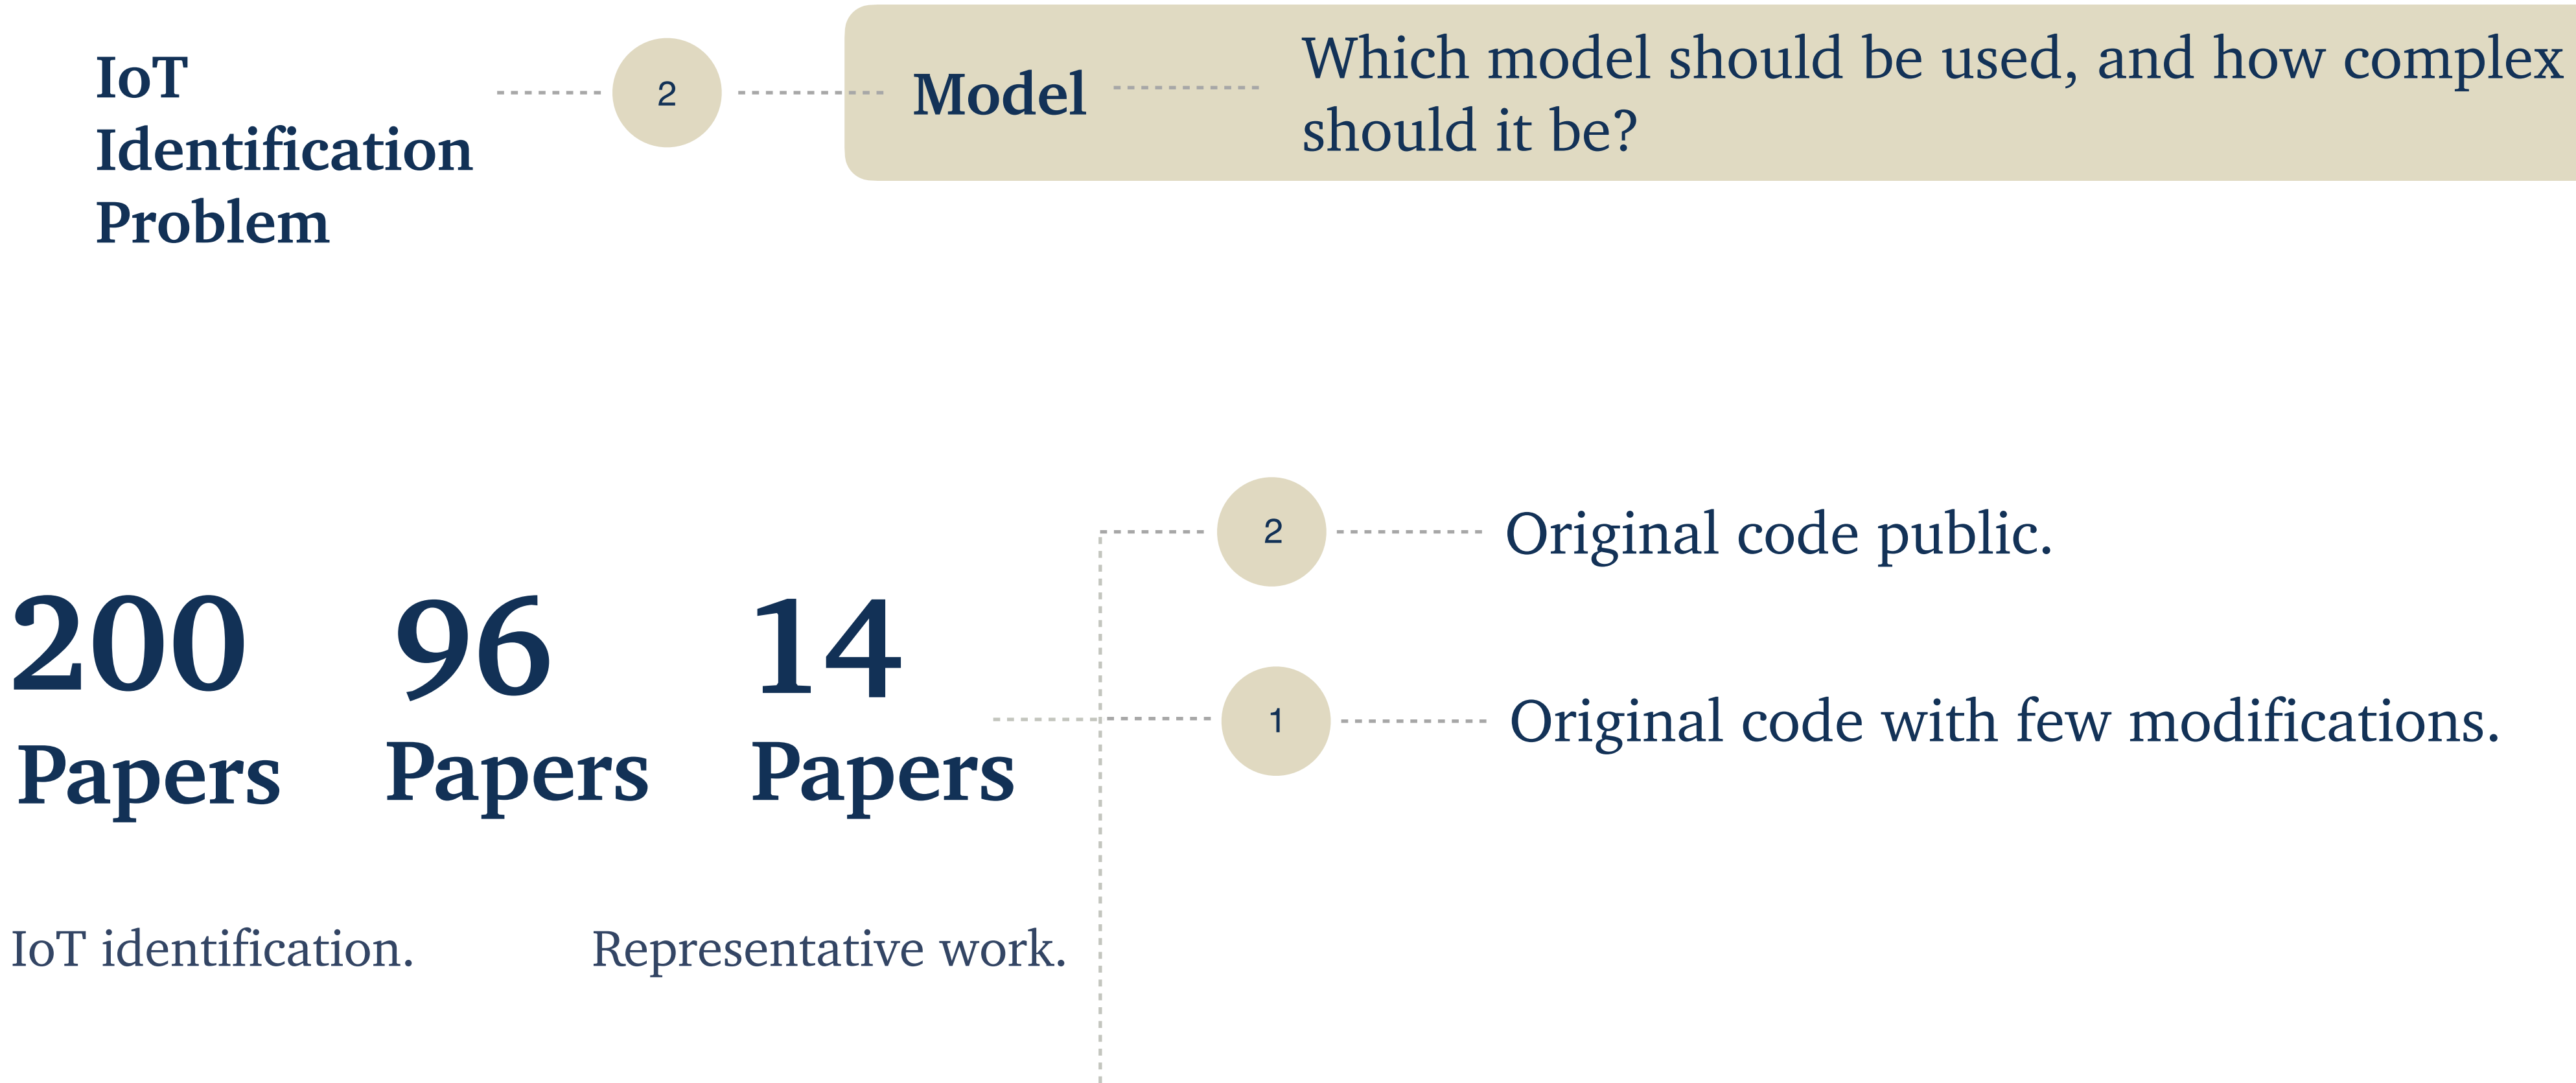 IoT
Identification
Problem
2
Model
Which model should be used, and how complex
should it be?
200
Papers
96
Papers
14
Papers
IoT identification.
Representative work.
2
Original code public.
1
Original code with few modifications.